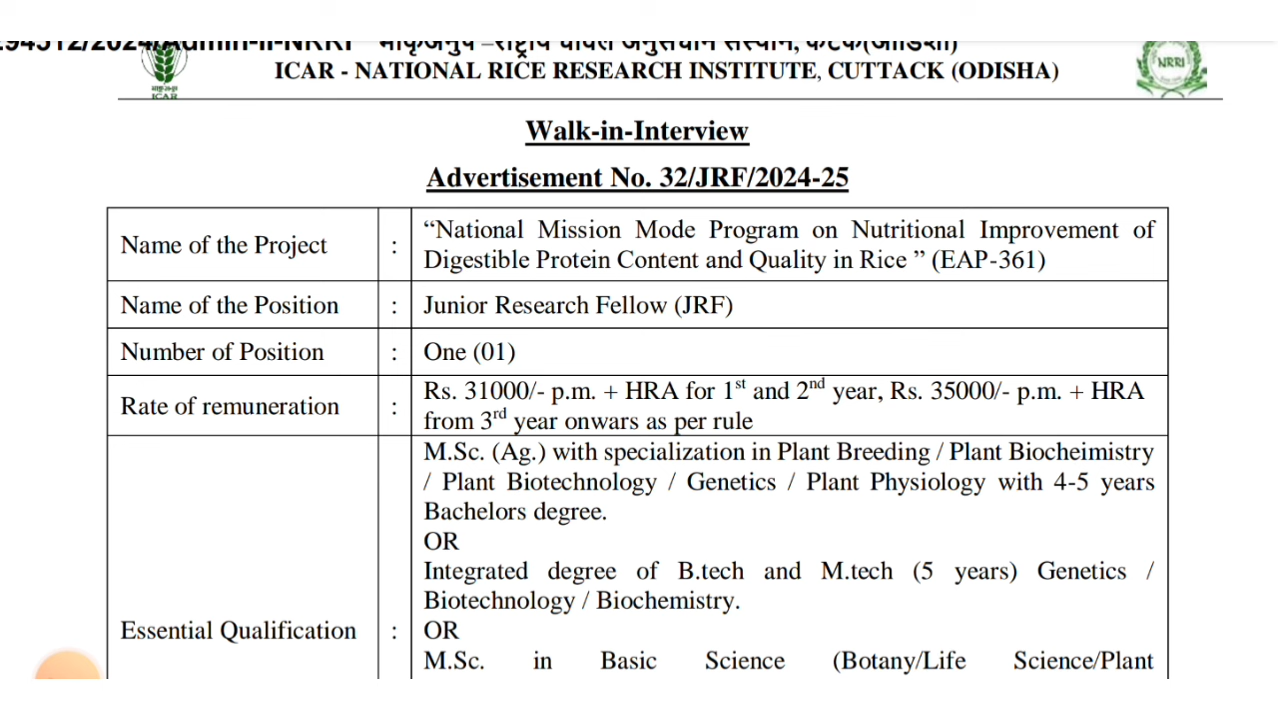 ICAR - NATIONAL RICE RESEARCH INSTITUTE, CUTTACK (ODISHA)
ICAR
NRRI
Walk-in-Interview
Advertisement No. 32/JRF/2024-25
Name of the Project : “National Mission Mode Program on Nutritional Improvement of
Digestible Protein Content and Quality in Rice ” (EAP-361)
Name of the Position : Junior Research Fellow (JRF)
Number of Position : One (01)
Rate of remuneration : Rs. 31000/- p.m. + HRA for 1st and 2nd year, Rs. 35000/- p.m. + HRA
from 3rd year onwars as per rule
M.Sc. (Ag.) with specialization in Plant Breeding / Plant Biocheimistry
/ Plant Biotechnology / Genetics / Plant Physiology with 4-5 years
Bachelors degree.
OR
Integrated degree of B.tech and M.tech (5 years) Genetics /
Biotechnology / Biochemistry.
Essential Qualification : OR
M.Sc. in Basic Science (Botany/Life Science/Plant